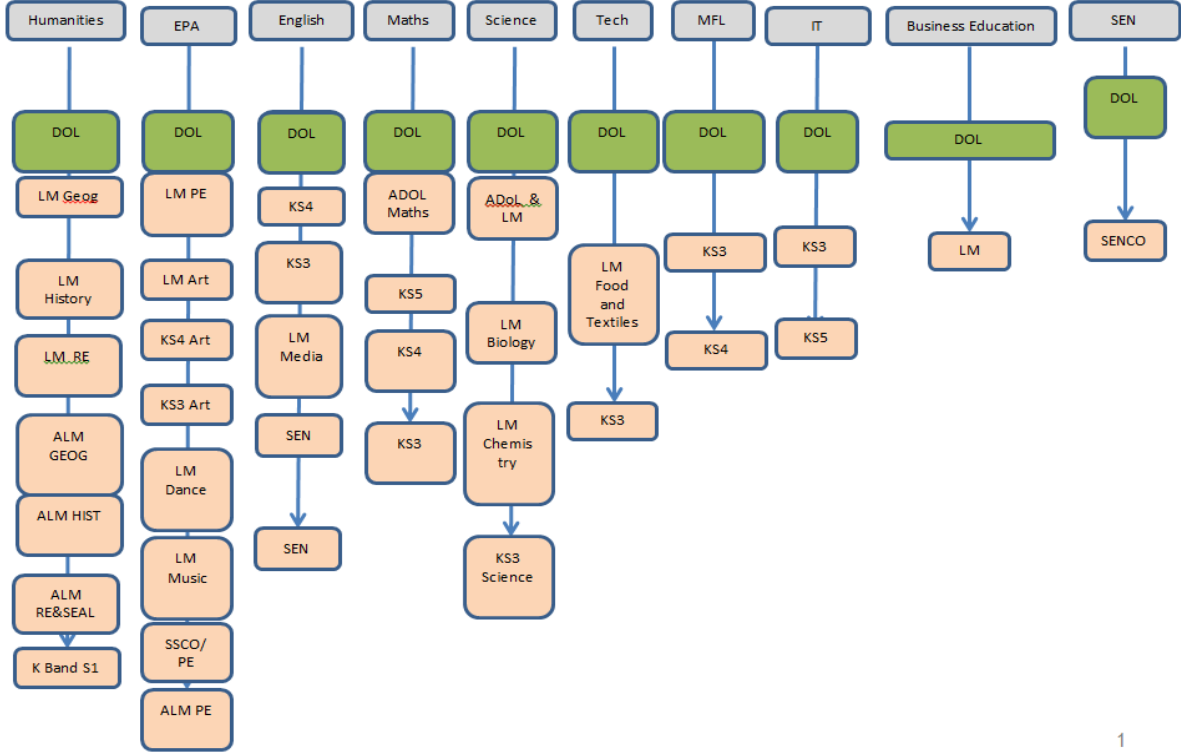 Humanities
EPA
English
Maths
Science
Tech
MFL
IT
Business Education
SEN
DOL
LM Geog
LM
History
LM RE
ALM
GEOG
ALM HIST
ALM
RE&SEAL
K Band S1
DOL
LM PE
LM Art
KS4 Art
KS3 Art
LM
Dance
LM
Music
SSCO/
PE
ALM PE
DOL
KS4
KS3
LM
Media
SEN
SEN
DOL
ADOL
Maths
KS5
KS4
KS3
DOL
ADoL &
LM
LM
Biology
LM
Chemis
try
KS3
Science
DOL
LM
Food
and
Textiles
KS3
DOL
KS3
KS4
DOL
KS3
KS5
DOL
LM
DOL
SENCO
1